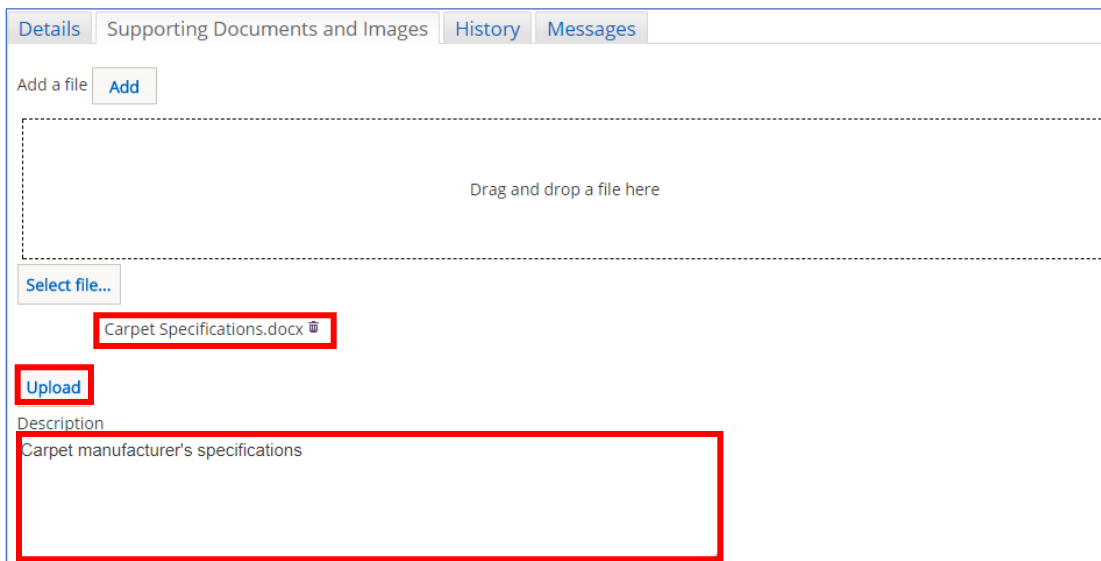 Details Supporting Documents and Images History Messages
Add a file Add
Drag and drop a file here
Select file...
Carpet Specifications.docx
Upload
Description
Carpet manufacturer's specifications